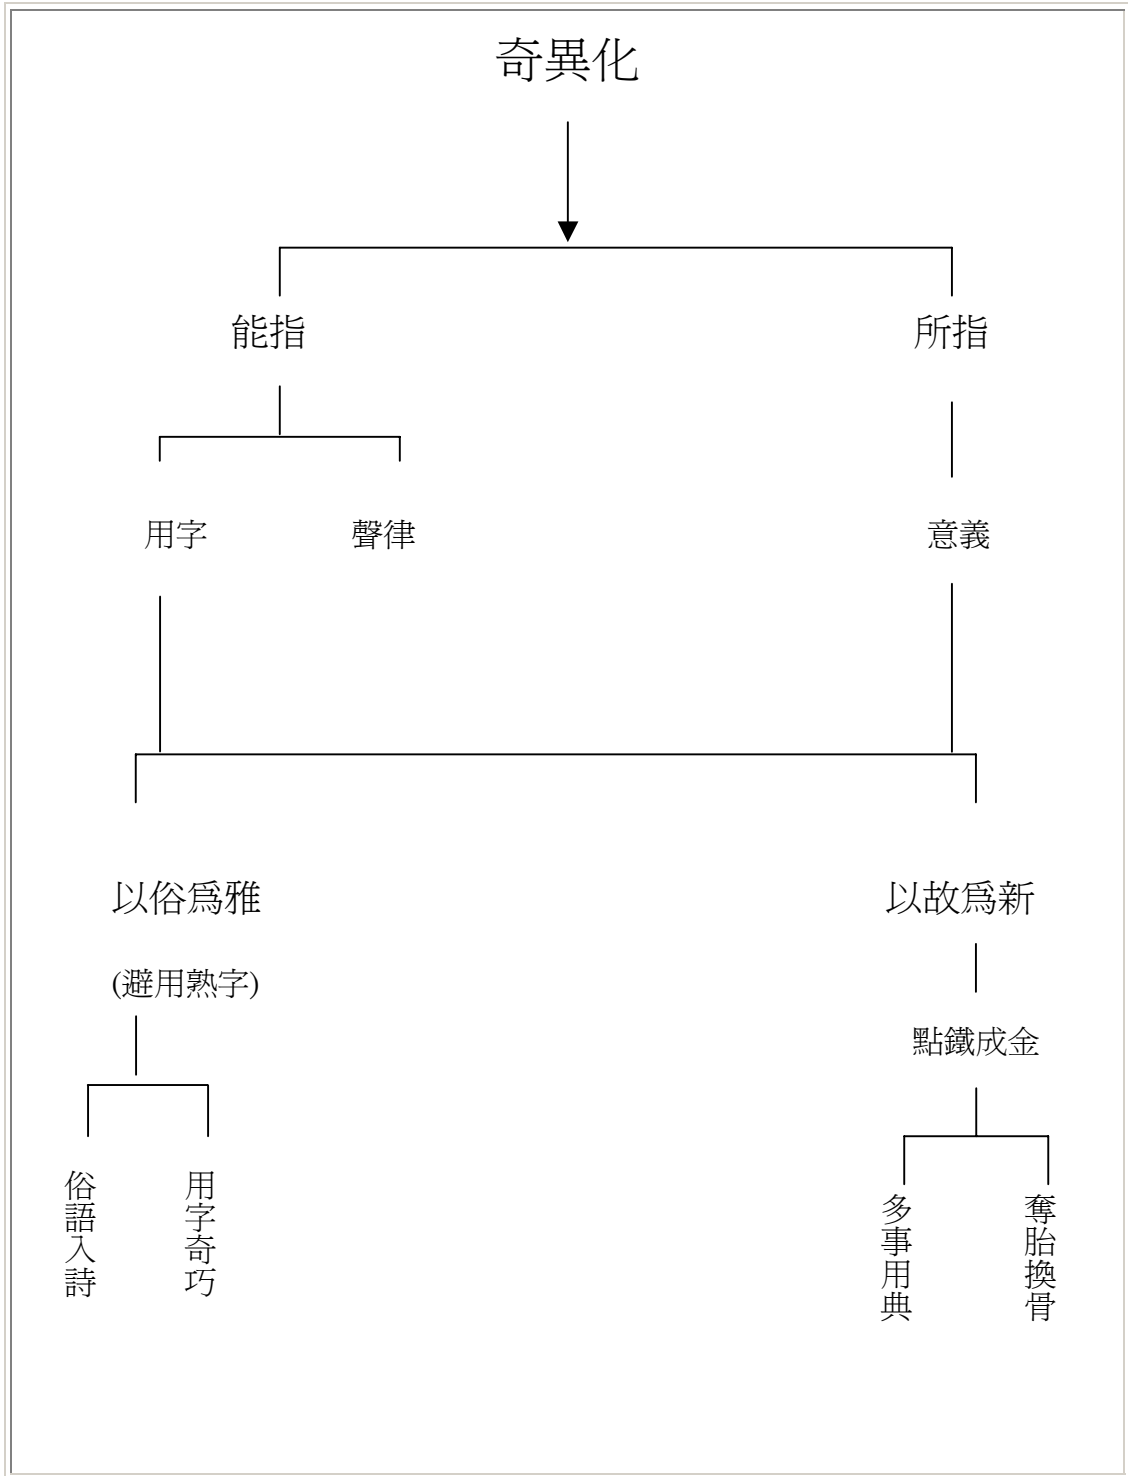 奇異化
能指
所指
用字
聲律
意義
以俗爲雅
以故爲新
(避用熟字)
點鐵成金
俗語入詩
用字奇巧
多事用典
奪胎換骨